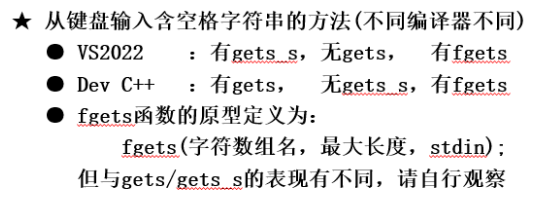 ★ 从键盘输入含空格字符串的方法(不同编译器不同)
● VS2022 ：有gets_s，无gets， 有fgets
● Dev C++ ：有gets， 无gets_s，有fgets
● fgets函数的原型定义为：
fgets(字符数组名，最大长度，stdin);
但与gets/gets_s的表现有不同，请自行观察